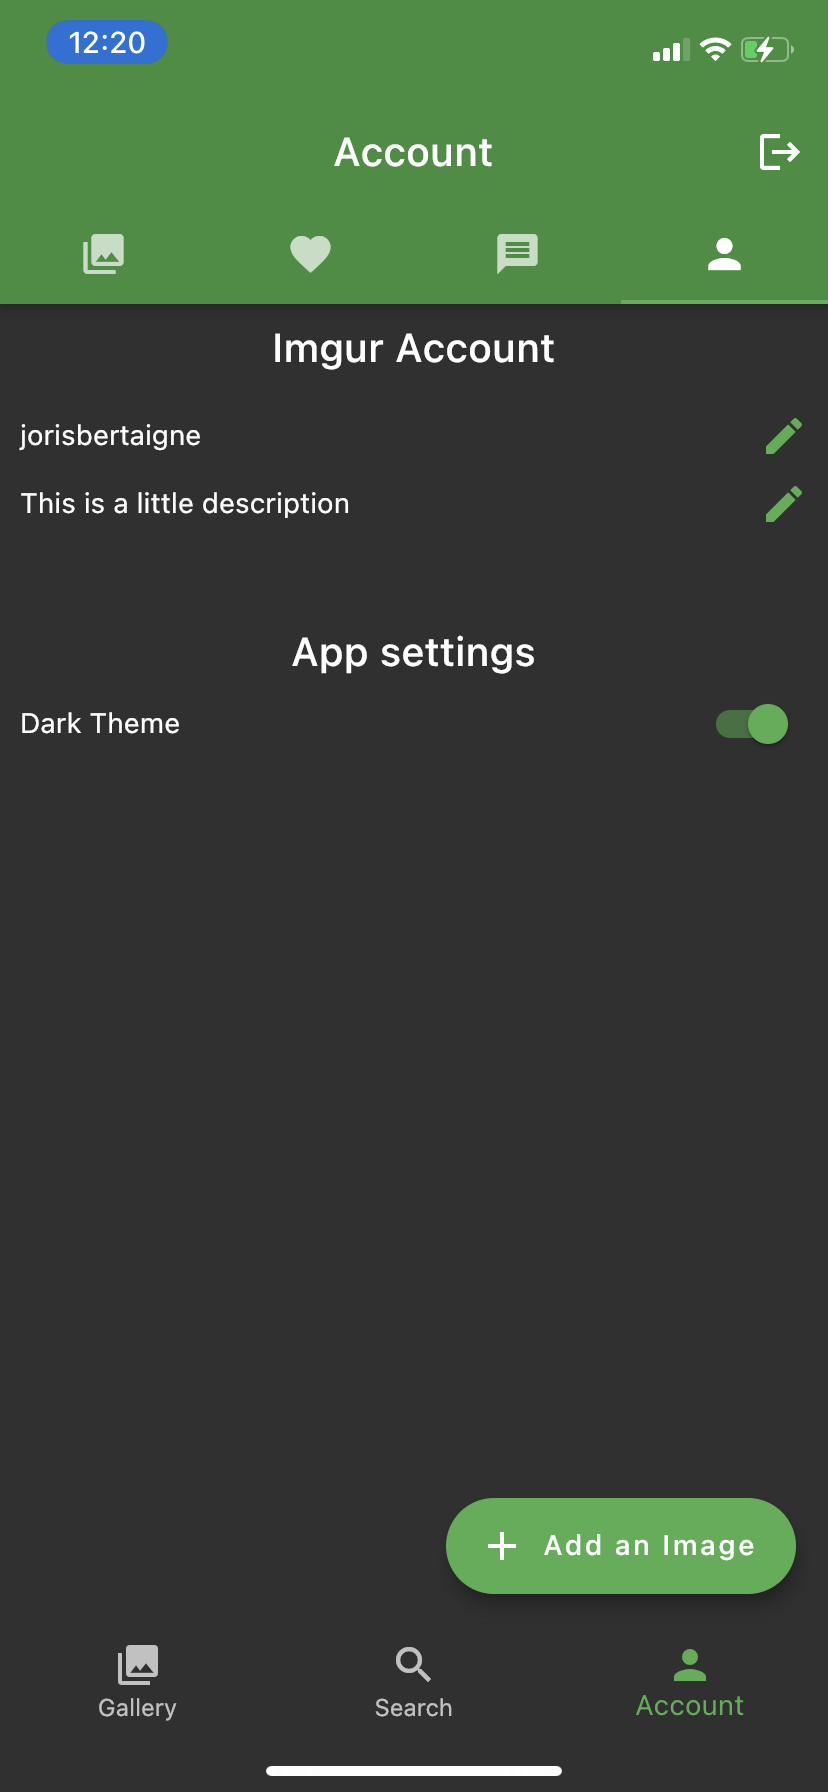 12:20
Account
Imgur Account
jorisbertaigne
This is a little description
App settings
Dark Theme
Add an Image
Gallery
Search
Account